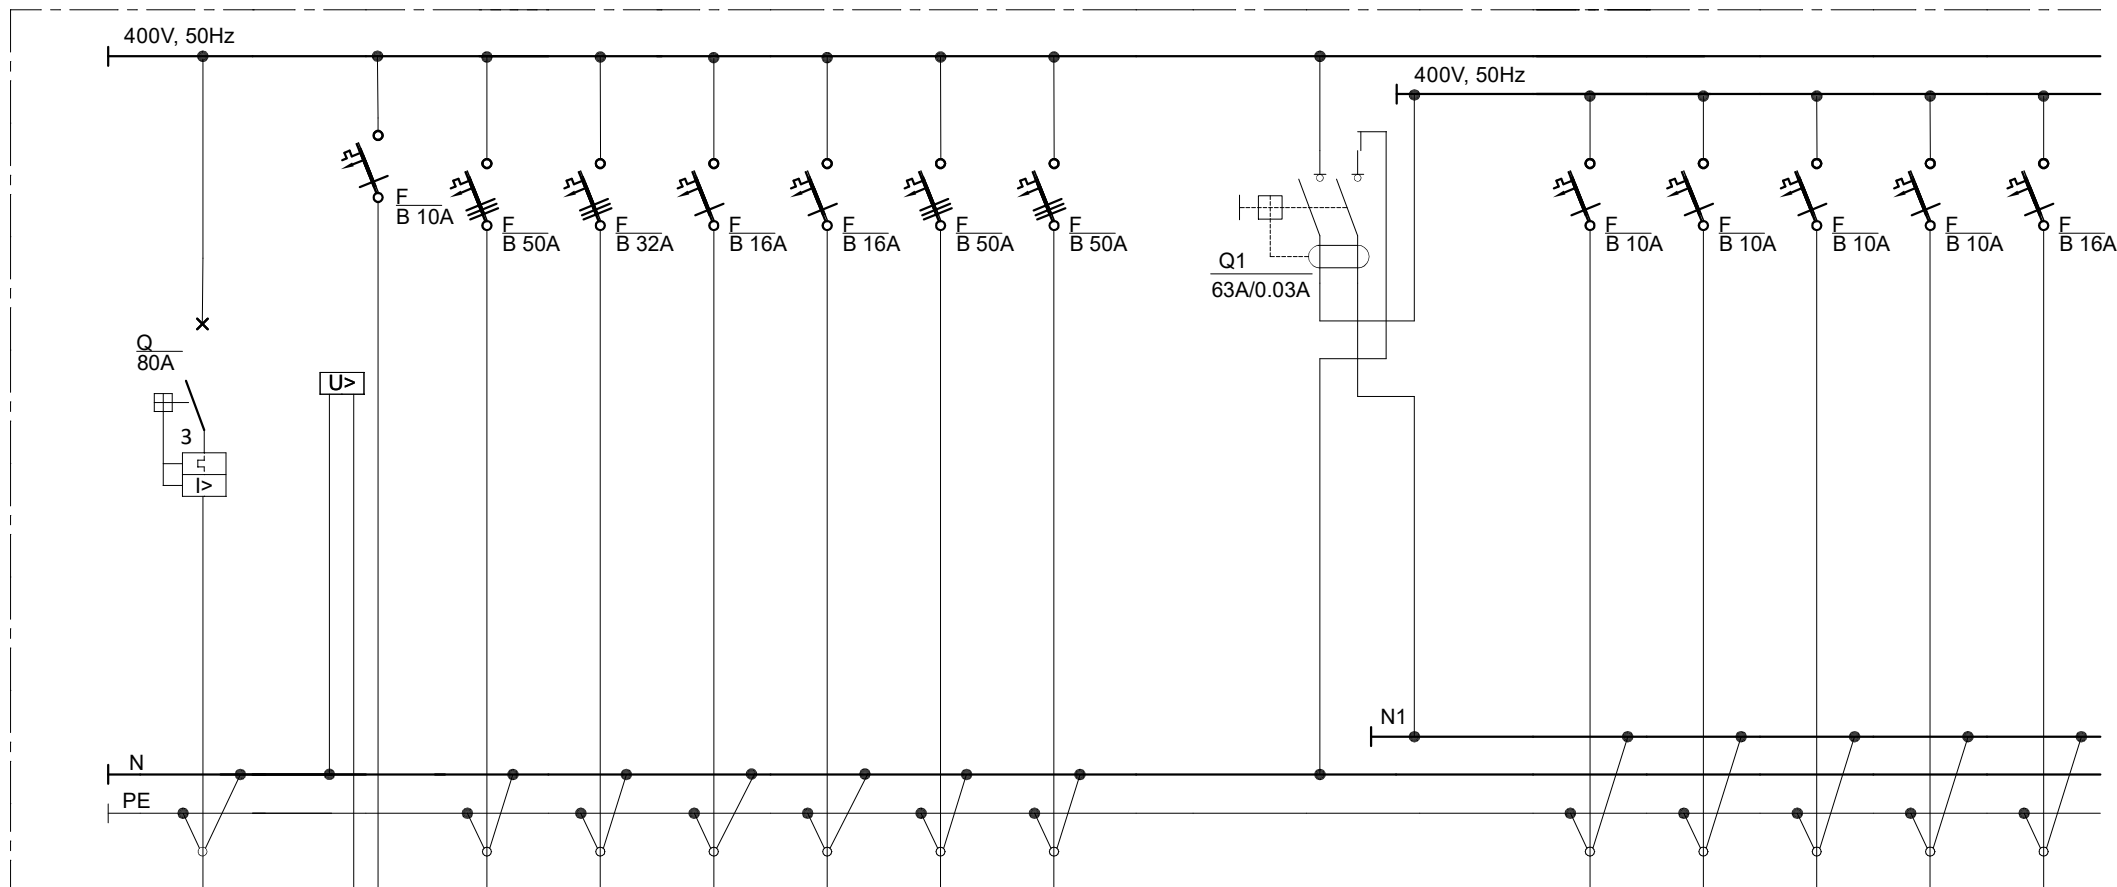 400V, 50Hz
400V, 50Hz
F
B 10A
F
B 50A
F
B 32A
F
B 16A
F
B 16A
F
B 50A
F
B 50A
F
B 10A
F
B 10A
F
B 10A
F
B 10A
F
B 16A
Q1
63A/0.03A
Q
80A
U>
3
I>
N1
N
PE